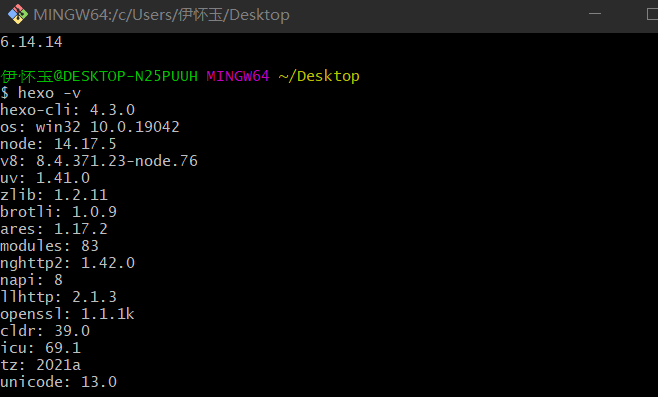 MINGW64:/c/Users/伊怀玉/Desktop
6.14.14
伊怀玉@DESKTOP-N25PUUH MINGW64 ~/Desktop
$ hexo -v
hexo-cli: 4.3.0
os: win32 10.0.19042
node: 14.17.5
v8: 8.4.371.23-node.76
uv: 1.41.0
zlib: 1.2.11
brotli: 1.0.9
ares: 1.17.2
modules: 83
nghttp2: 1.42.0
napi: 8
llhttp: 2.1.3
openssl: 1.1.1k
cldr: 39.0
icu: 69.1
tz: 2021a
unicode: 13.0